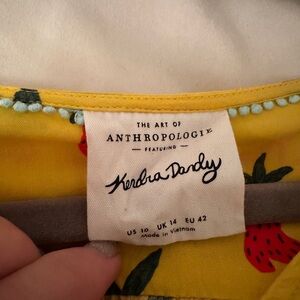 THE ART OF
ANTHROPOLOGIE
— FEATURING —
Kendra Dandy
US 10 UK 14 EU 42
Made in Vietnam